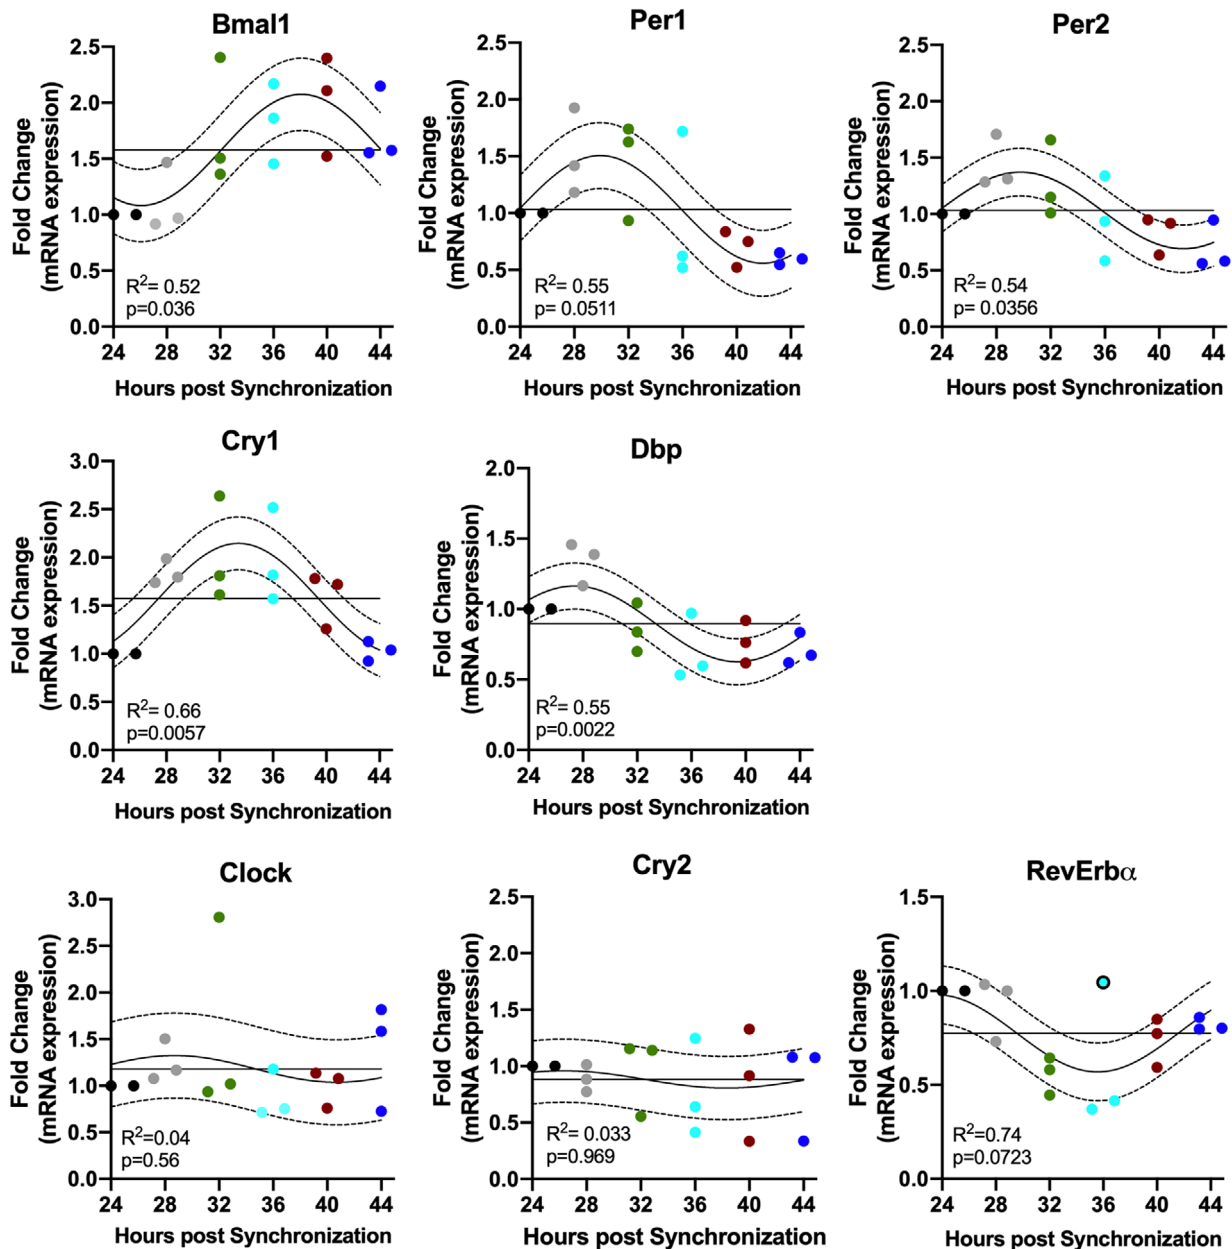 Bmal1
Fold Change
(mRNA expression)
2.5
2.0
1.5
1.0
0.5
0.0
R²= 0.52
p=0.036
24 28 32 36 40 44
Hours post Synchronization
Per1
Fold Change
(mRNA expression)
2.5
2.0
1.5
1.0
0.5
0.0
R²= 0.55
p= 0.0511
24 28 32 36 40 44
Hours post Synchronization
Per2
Fold Change
(mRNA expression)
2.5
2.0
1.5
1.0
0.5
0.0
R²= 0.54
p= 0.0356
24 28 32 36 40 44
Hours post Synchronization
Cry1
Fold Change
(mRNA expression)
3.0
2.5
2.0
1.5
1.0
0.5
0.0
R²= 0.66
p=0.0057
24 28 32 36 40 44
Hours post Synchronization
Dbp
Fold Change
(mRNA expression)
2.0
1.5
1.0
0.5
0.0
R²= 0.55
p=0.0022
24 28 32 36 40 44
Hours post Synchronization
Clock
Fold Change
(mRNA expression)
3.0
2.5
2.0
1.5
1.0
0.5
0.0
R²=0.04
p=0.56
24 28 32 36 40 44
Hours post Synchronization
Cry2
Fold Change
(mRNA expression)
2.5
2.0
1.5
1.0
0.5
0.0
R²= 0.033
p=0.969
24 28 32 36 40 44
Hours post Synchronization
RevErbα
Fold Change
(mRNA expression)
1.5
1.0
0.5
0.0
R²=0.74
p=0.0723
24 28 32 36 40 44
Hours post Synchronization